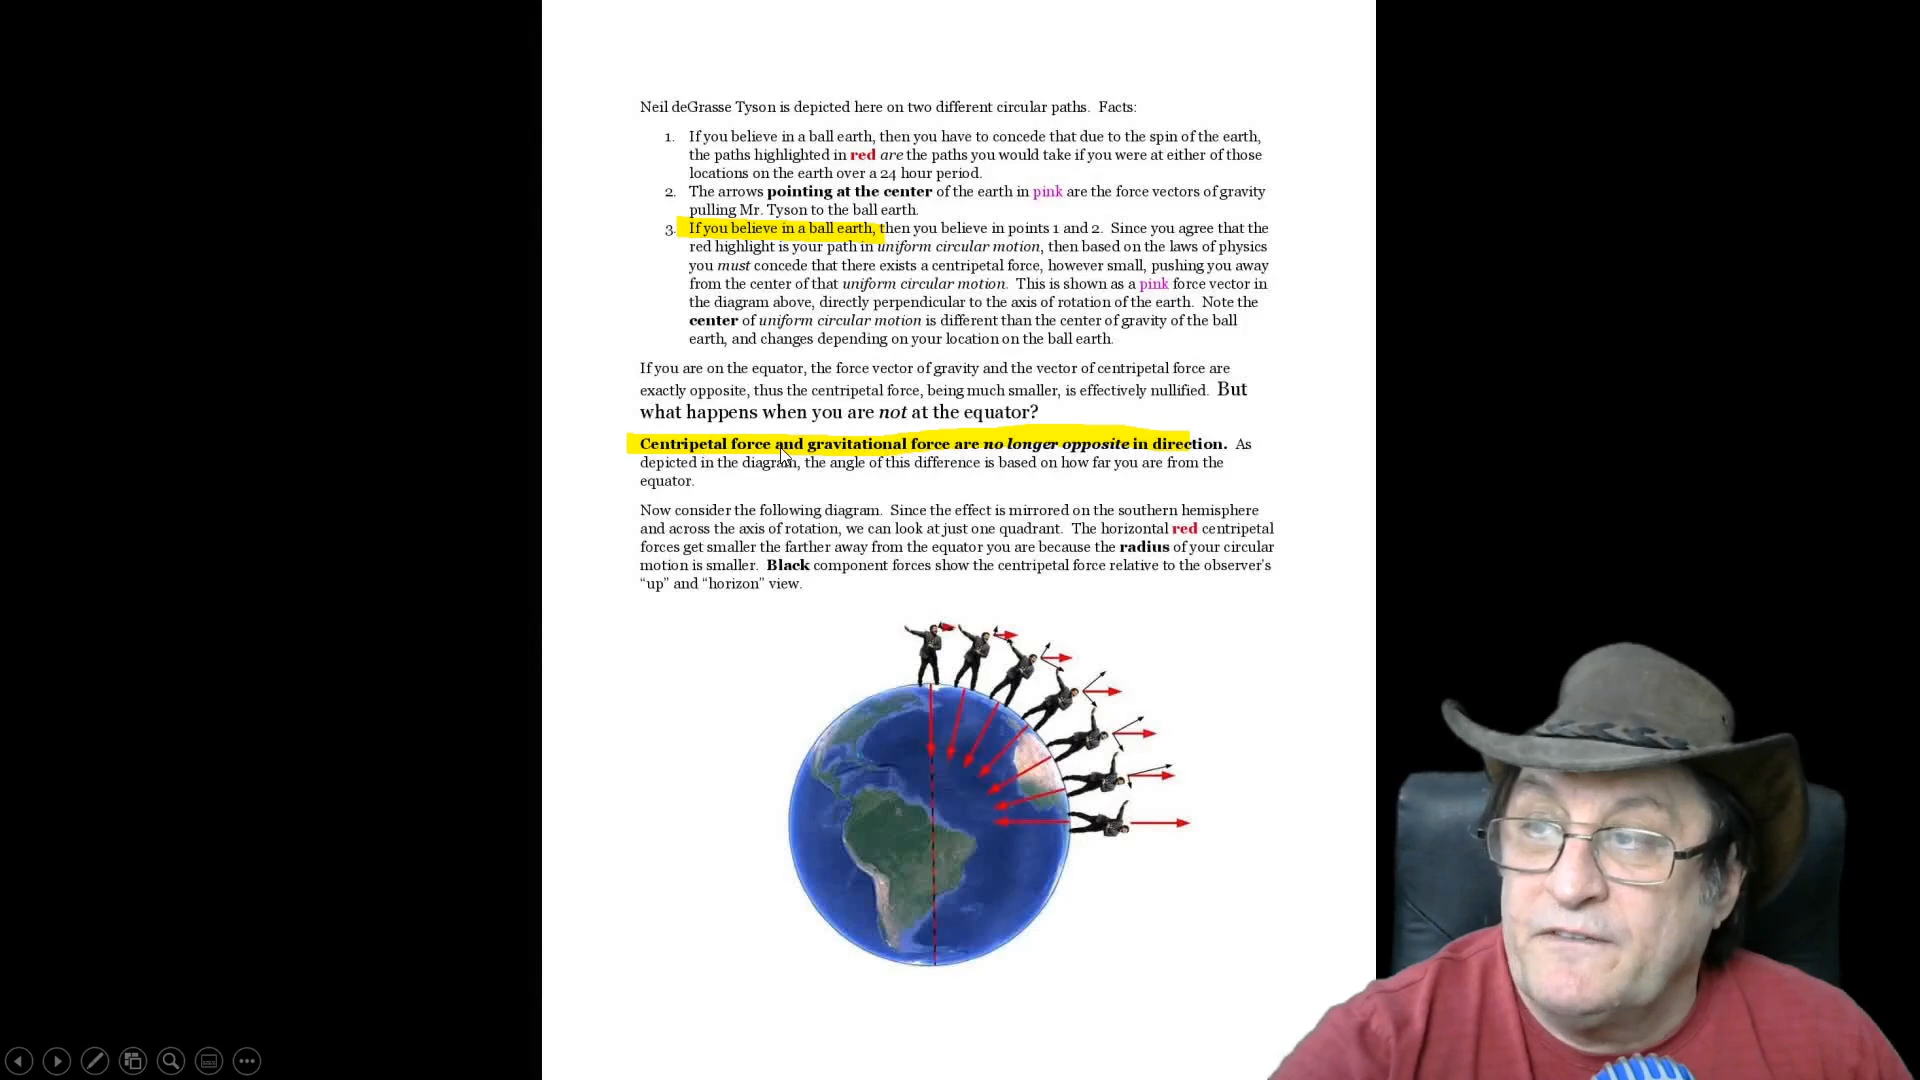 Neil deGrasse Tyson is depicted here on two different circular paths. Facts:
1. If you believe in a ball earth, then you have to concede that due to the spin of the earth,
the paths highlighted in red are the paths you would take if you were at either of those
locations on the earth over a 24 hour period.
2. The arrows pointing at the center of the earth in pink are the force vectors of gravity
pulling Mr. Tyson to the ball earth.
3. If you believe in a ball earth, then you believe in points 1 and 2. Since you agree that the
red highlight is your path in uniform circular motion, then based on the laws of physics
you must concede that there exists a centripetal force, however small, pushing you away
from the center of that uniform circular motion. This is shown as a pink force vector in
the diagram above, directly perpendicular to the axis of rotation of the earth. Note the
center of uniform circular motion is different than the center of gravity of the ball
earth, and changes depending on your location on the ball earth.
If you are on the equator, the force vector of gravity and the vector of centripetal force are
exactly opposite, thus the centripetal force, being much smaller, is effectively nullified. But
what happens when you are not at the equator?
Centripetal force and gravitational force are no longer opposite in direction. As
depicted in the diagram, the angle of this difference is based on how far you are from the
equator.
Now consider the following diagram. Since the effect is mirrored on the southern hemisphere
and across the axis of rotation, we can look at just one quadrant. The horizontal red centripetal
forces get smaller the farther away from the equator you are because the radius of your circular
motion is smaller. Black component forces show the centripetal force relative to the observer's
“up” and “horizon” view.